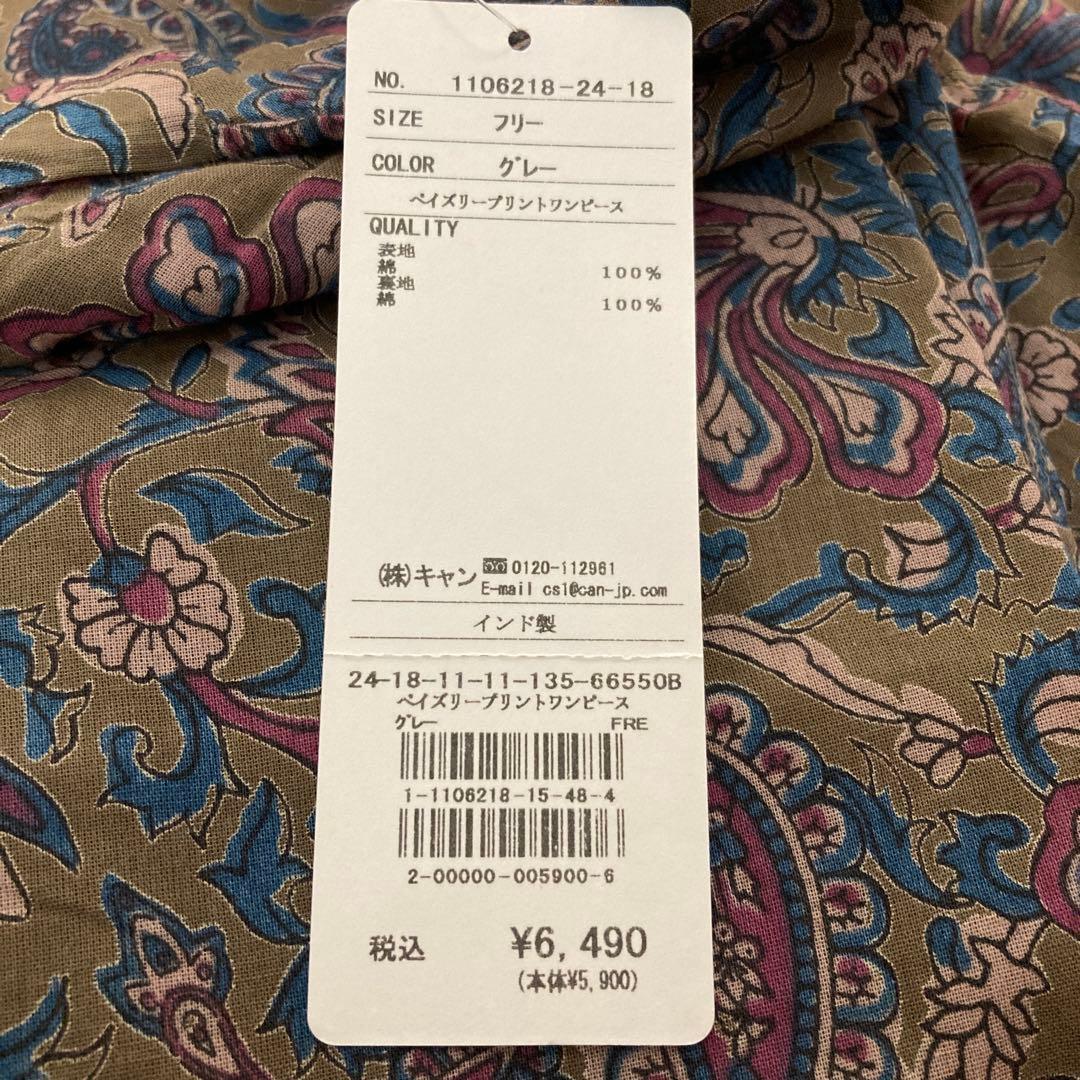 NO. 1106218-24-18
SIZE フリー
COLOR グレー
ペイズリープリントワンピース
QUALITY
表地
綿 100%
裏地
綿 100%
(株)キャン 0120-112961
E-mail cs1@can-jp.com
インド製
24-18-11-11-135-66550B
ペイズリープリントワンピース
グレー FRE
1-1106218-15-48-4
2-00000-005900-6
税込 ¥6,490
(本体¥5,900)